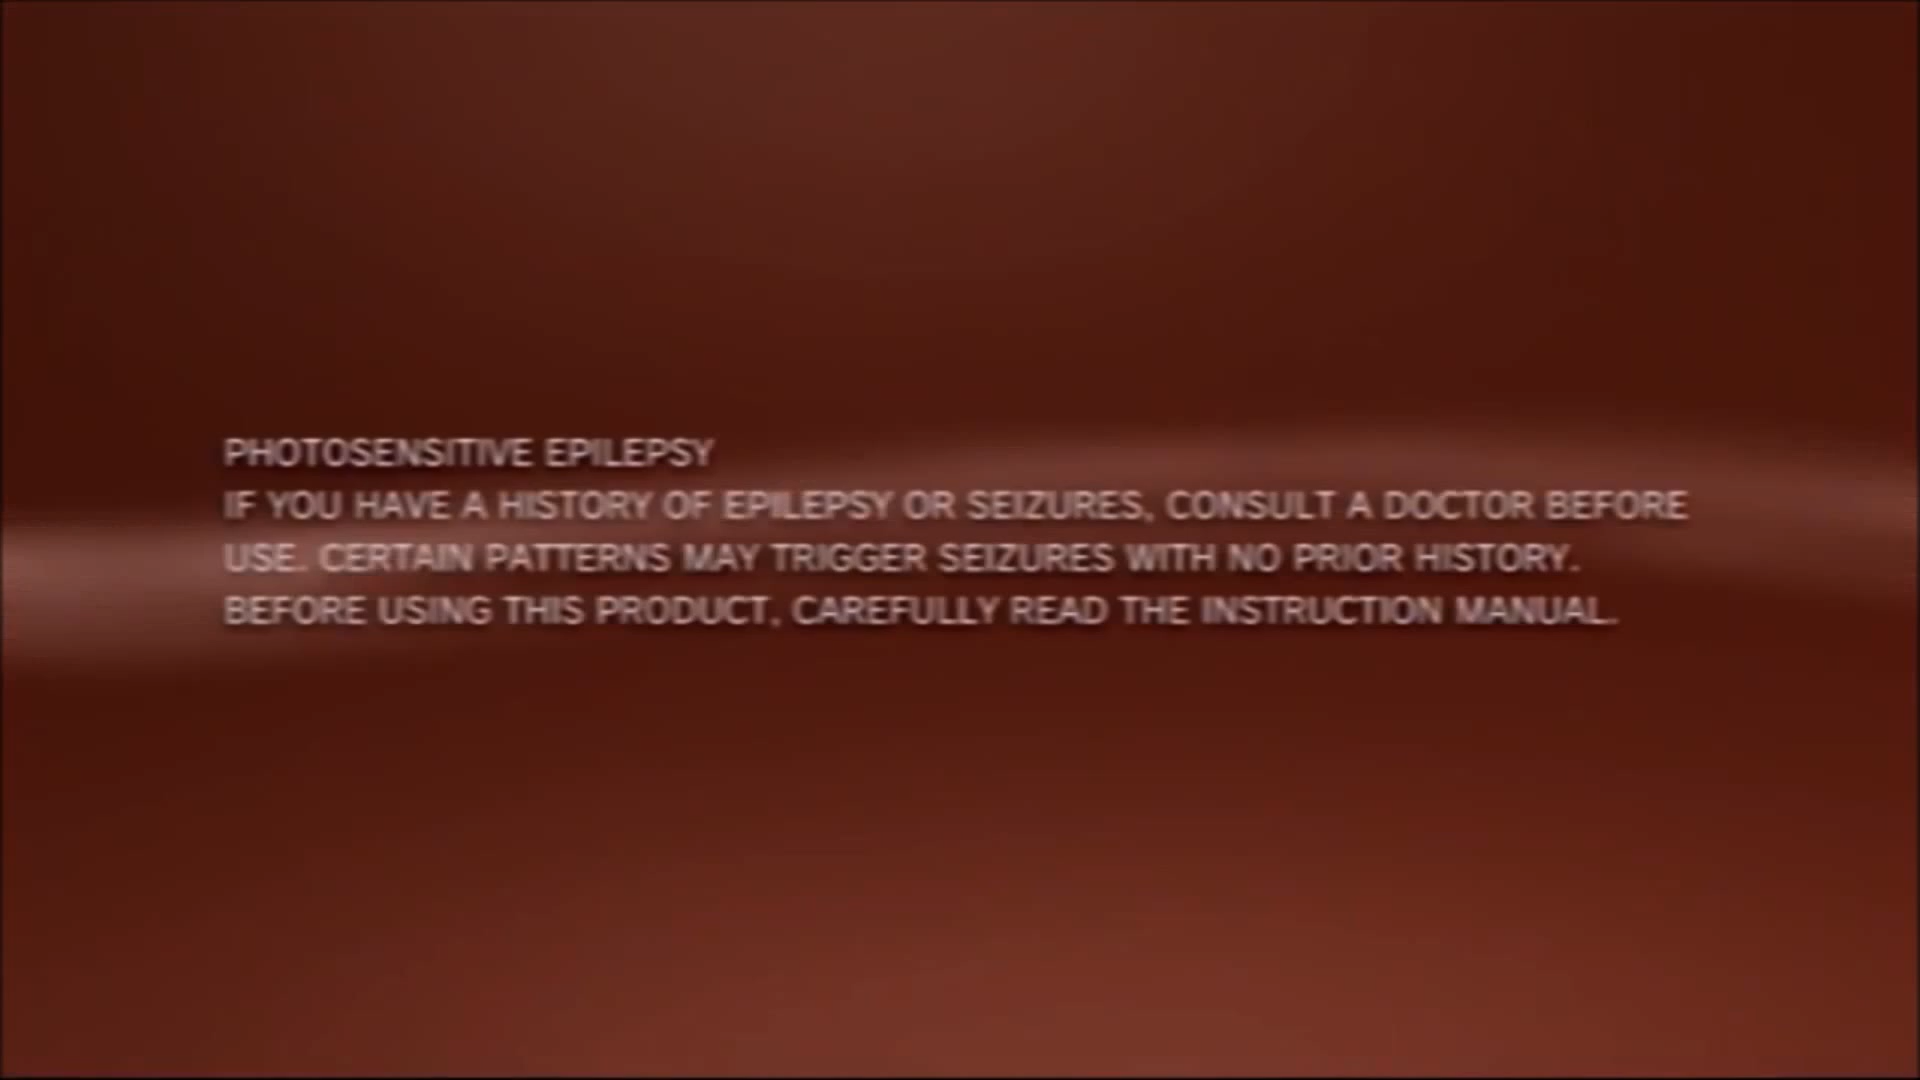 PHOTOSENSITIVE EPILEPSY
IF YOU HAVE A HISTORY OF EPILEPSY OR SEIZURES, CONSULT A DOCTOR BEFORE
USE. CERTAIN PATTERNS MAY TRIGGER SEIZURES WITH NO PRIOR HISTORY.
BEFORE USING THIS PRODUCT, CAREFULLY READ THE INSTRUCTION MANUAL.